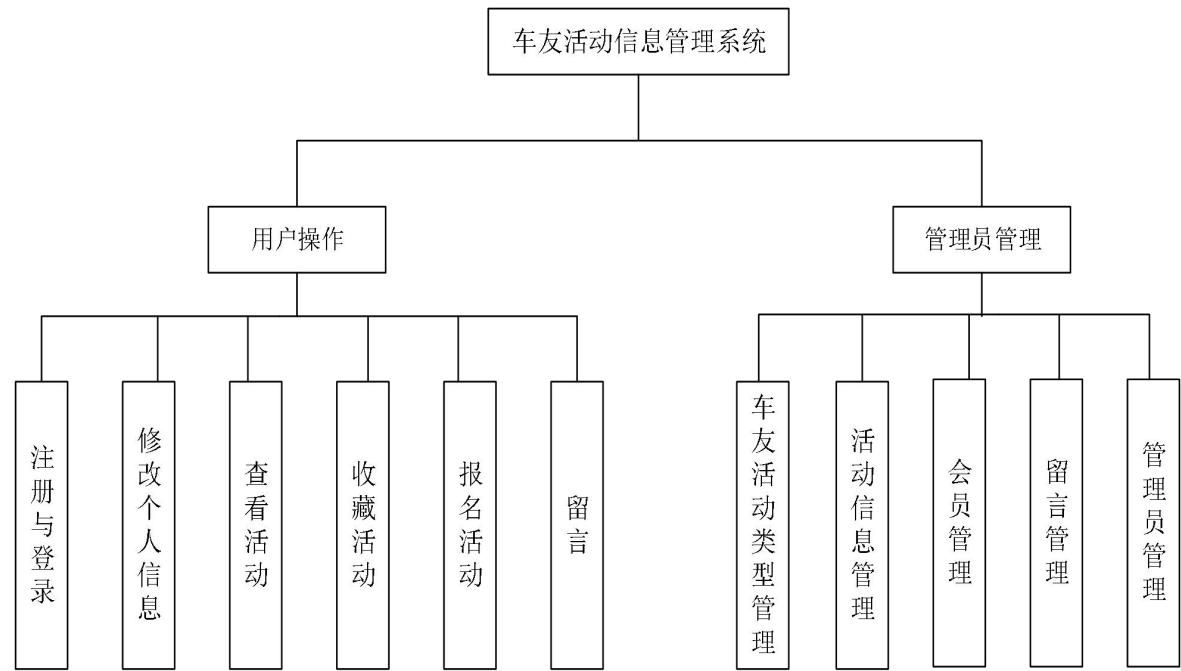 车友活动信息管理系统
用户操作
管理员管理
注册与登录
修改个人信息
查看活动
收藏活动
报名活动
留言
车友活动类型管理
活动信息管理
会员管理
留言管理
管理员管理